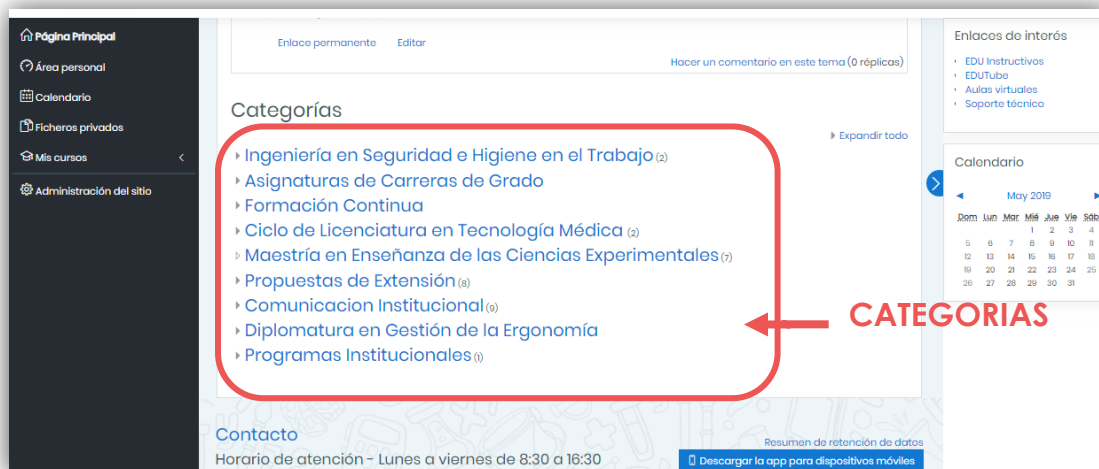 Página Principal
Área personal
Calendario
Ficheros privados
Mis cursos
Administración del sitio
Enlace permanente Editar
Hacer un comentario en este tema (0 réplicas)
Categorías
Expandir todo
Ingeniería en Seguridad e Higiene en el Trabajo (2)
Asignaturas de Carreras de Grado
Formación Continua
Ciclo de Licenciatura en Tecnología Médica (2)
Maestría en Enseñanza de las Ciencias Experimentales (7)
Propuestas de Extensión (8)
Comunicacion Institucional (9)
Diplomatura en Gestión de la Ergonomía
Programas Institucionales (1)
CATEGORIAS
Contacto
Horario de atención - Lunes a viernes de 8:30 a 16:30
Resumen de retención de datos
Descargar la app para dispositivos móviles
Enlaces de interés
EDU Instructivos
EDUTube
Aulas virtuales
Soporte técnico
Calendario
◄ May 2019 ►
Dom Lun Mar Mié Jue Vie Sáb
1 2 3 4
5 6 7 8 9 10 11
12 13 14 15 16 17 18
19 20 21 22 23 24 25
26 27 28 29 30 31